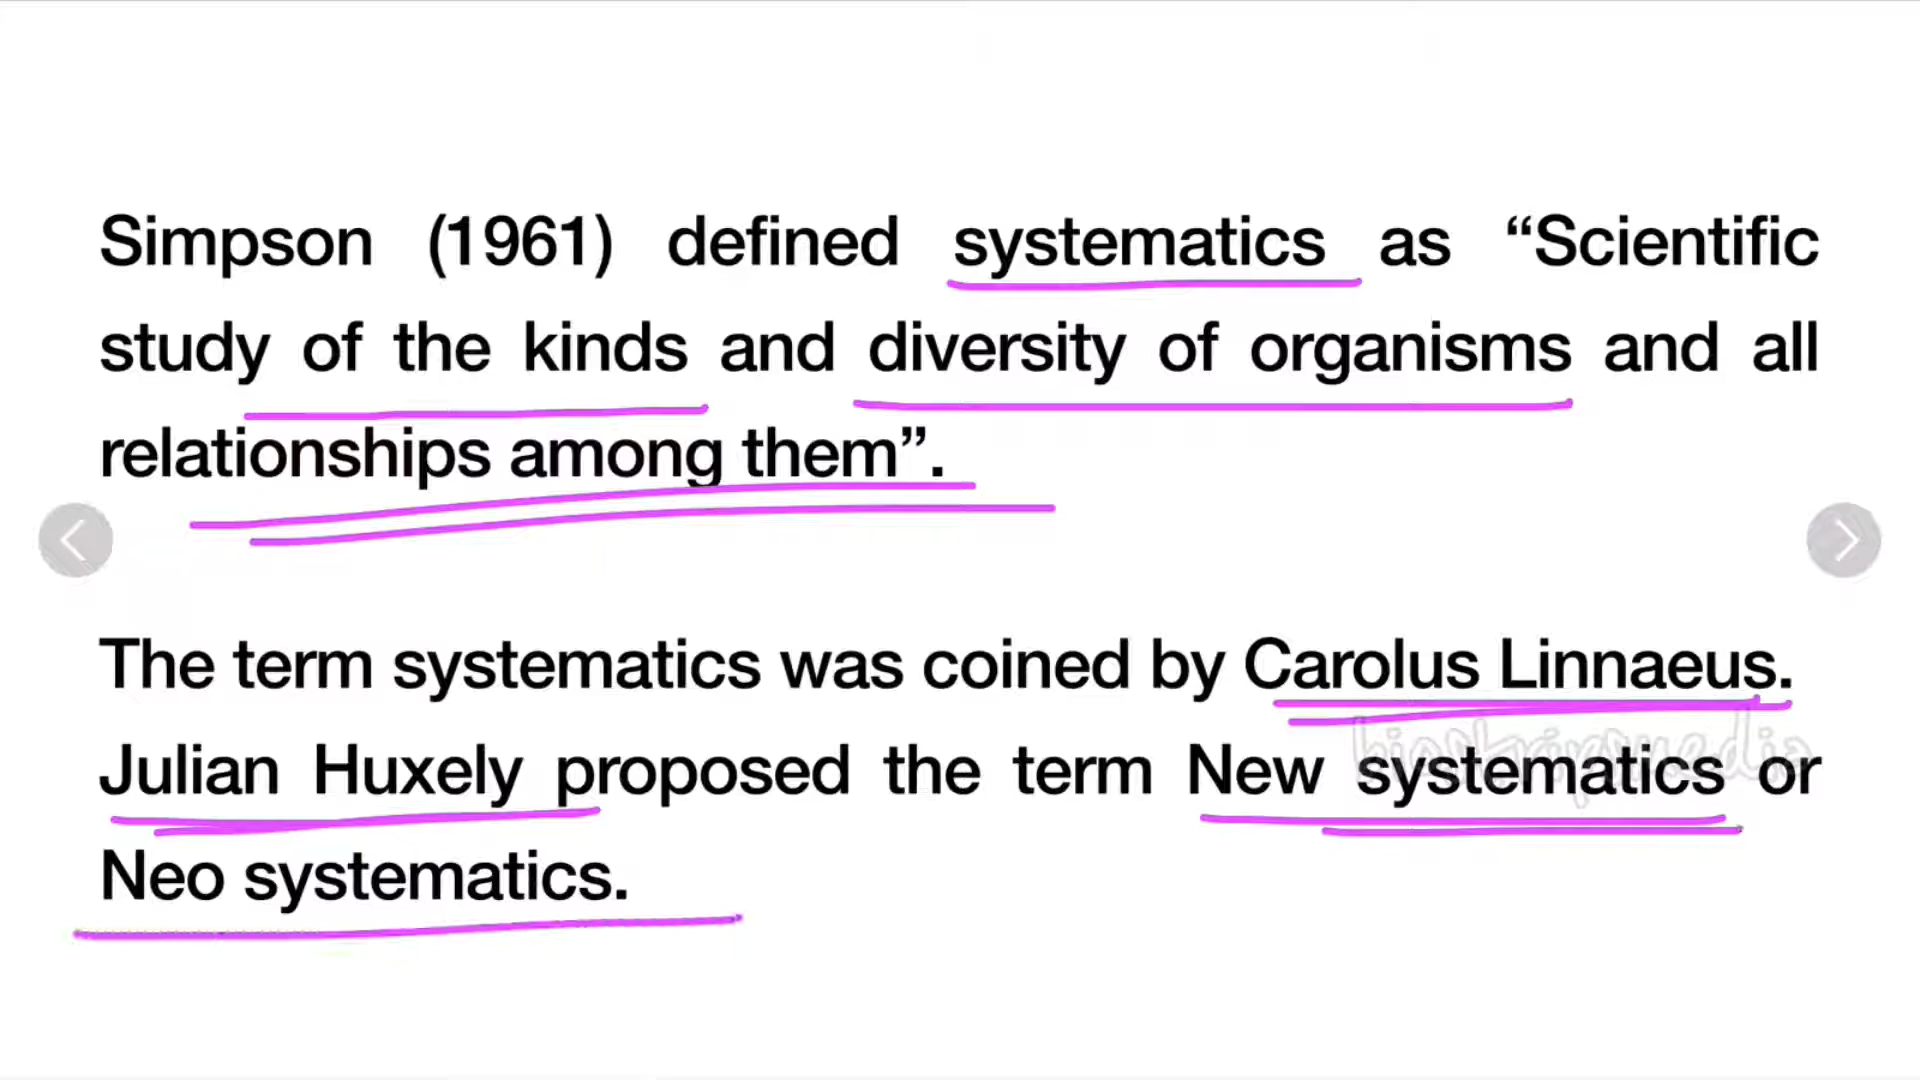 Simpson (1961) defined systematics as “Scientific
study of the kinds and diversity of organisms and all
relationships among them”.
The term systematics was coined by Carolus Linnaeus.
Julian Huxely proposed the term New systematics or
Neo systematics.